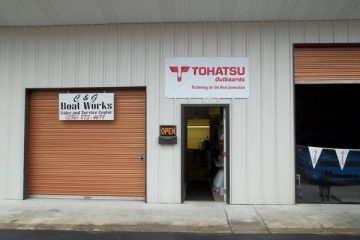 C & G
Boat Works
Sales and Service Center
TOHATSU
Outboards
Technology for the Next Generation
OPEN